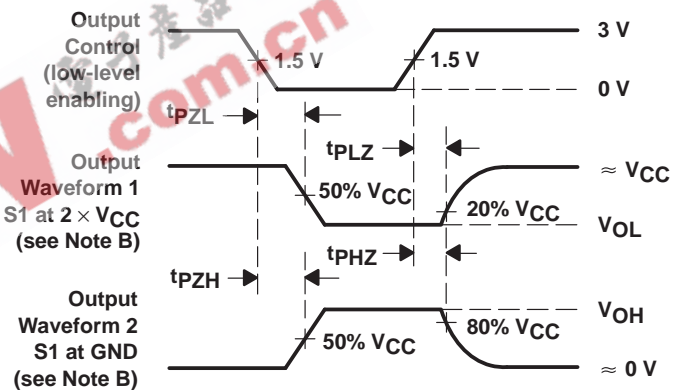 Output
Control
(low-level
enabling)
1.5 V
1.5 V
3 V
0 V
tPZL
tPLZ
Output
Waveform 1
S1 at 2 × VCC
(see Note B)
50% VCC
20% VCC
≈ VCC
VOL
tPHZ
tPZH
Output
Waveform 2
S1 at GND
(see Note B)
50% VCC
80% VCC
VOH
≈ 0 V
.com.cn